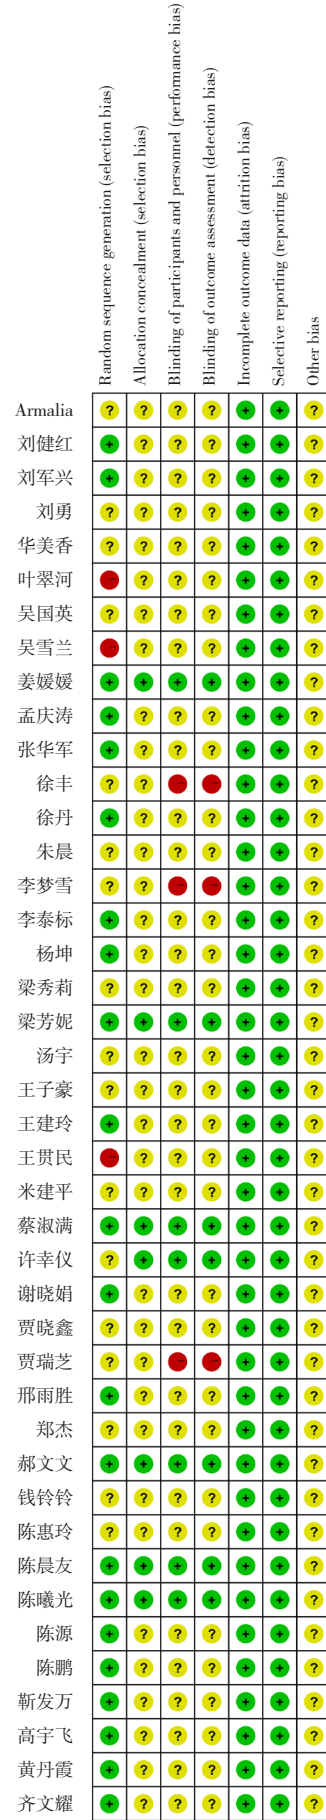 Random sequence generation (selection bias)
Allocation concealment (selection bias)
Blinding of participants and personnel (performance bias)
Blinding of outcome assessment (detection bias)
Incomplete outcome data (attrition bias)
Selective reporting (reporting bias)
Other bias
Armalia ? ? ? ? + + ?
刘健红 + ? ? ? + + ?
刘军兴 + ? ? ? + + ?
刘勇 ? ? ? ? + + ?
华美香 ? ? ? ? + + ?
叶翠河 - ? ? ? + + ?
吴国英 ? ? ? ? + + ?
吴雪兰 - ? ? ? + + ?
姜媛媛 + + + + + + ?
孟庆涛 + ? ? ? + + ?
张华军 + ? ? ? + + ?
徐丰 ? ? - - + + ?
徐丹 + ? ? ? + + ?
朱晨 ? ? ? ? + + ?
李梦雪 ? ? - - + + ?
李泰标 + ? ? ? + + ?
杨坤 + ? ? ? + + ?
梁秀莉 ? ? ? ? + + ?
梁芳妮 + + + + + + ?
汤宇 ? ? ? ? + + ?
王子豪 ? ? ? ? + + ?
王建玲 + ? ? ? + + ?
王贯民 - ? ? ? + + ?
米建平 ? ? ? ? + + ?
蔡淑满 + + + + + + ?
许幸仪 ? + + + + + ?
谢晓娟 + ? ? ? + + ?
贾晓鑫 ? ? ? ? + + ?
贾瑞芝 ? ? - - + + ?
邢雨胜 + ? ? ? + + ?
郑杰 ? ? ? ? + + ?
郝文文 + + + + + + ?
钱铃铃 ? ? ? ? + + ?
陈惠玲 ? ? ? ? + + ?
陈晨友 + + + + + + ?
陈曦光 + + + + + + ?
陈源 + ? ? ? + + ?
陈鹏 + ? ? ? + + ?
靳发万 + ? ? ? + + ?
高宇飞 + ? ? ? + + ?
黄丹霞 + ? ? ? + + ?
齐文耀 + ? ? ? + + ?